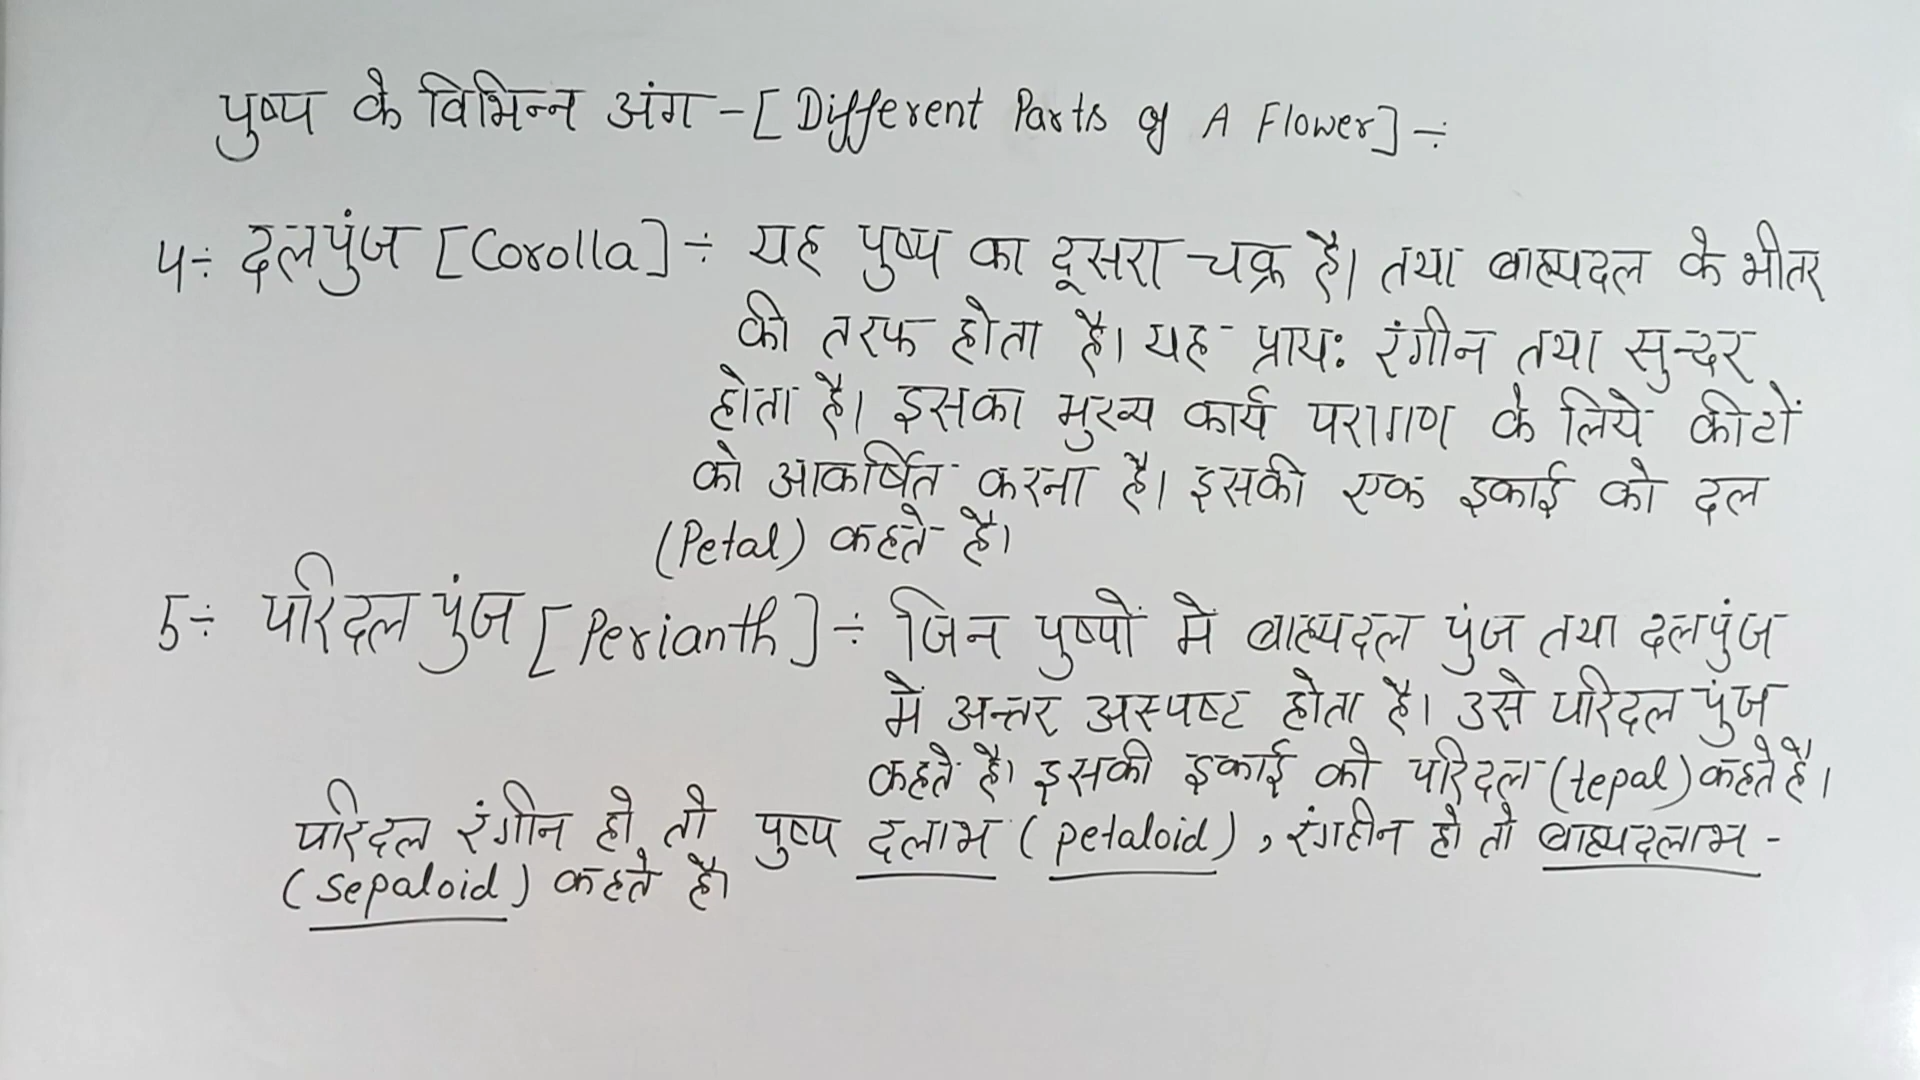 पुष्प के विभिन्न अंग - [Different Parts of A Flower] ÷
4 ÷ दलपुंज [Corolla] ÷ यह पुष्प का दूसरा चक्र है। तथा बाह्यदल के भीतर
की तरफ होता है। यह प्रायः रंगीन तथा सुन्दर
होता है। इसका मुख्य कार्य परागण के लिये कीटों
को आकर्षित करना है। इसकी एक इकाई को दल
(Petal) कहते है।
5 ÷ परिदल पुंज [Perianth] ÷ जिन पुष्पों में बाह्यदल पुंज तथा दलपुंज
में अन्तर अस्पष्ट होता है। उसे परिदल पुंज
कहते है। इसकी इकाई को परिदल (tepal) कहते है।
परिदल रंगीन हो तो पुष्प दलाभ (petaloid), रंगहीन हो तो बाह्यदलाभ -
(sepaloid) कहते है।